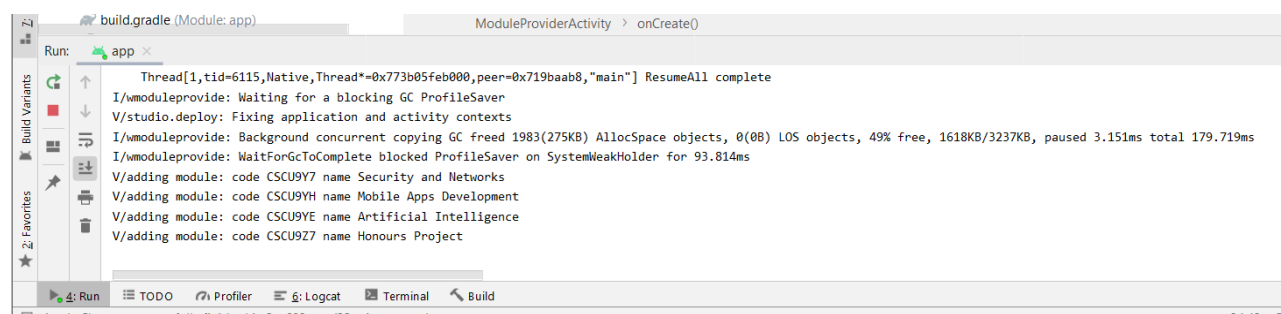 build.gradle (Module: app)
ModuleProviderActivity > onCreate()
Run: app ×
Build Variants
2: Favorites
Thread[1,tid=6115,Native,Thread*=0x773b05feb000,peer=0x719baab8,"main"] ResumeAll complete
I/wmoduleprovide: Waiting for a blocking GC ProfileSaver
V/studio.deploy: Fixing application and activity contexts
I/wmoduleprovide: Background concurrent copying GC freed 1983(275KB) AllocSpace objects, 0(0B) LOS objects, 49% free, 1618KB/3237KB, paused 3.151ms total 179.719ms
I/wmoduleprovide: WaitForGcToComplete blocked ProfileSaver on SystemWeakHolder for 93.814ms
V/adding module: code CSCU9Y7 name Security and Networks
V/adding module: code CSCU9YH name Mobile Apps Development
V/adding module: code CSCU9YE name Artificial Intelligence
V/adding module: code CSCU9Z7 name Honours Project
4: Run TODO Profiler 6: Logcat Terminal Build